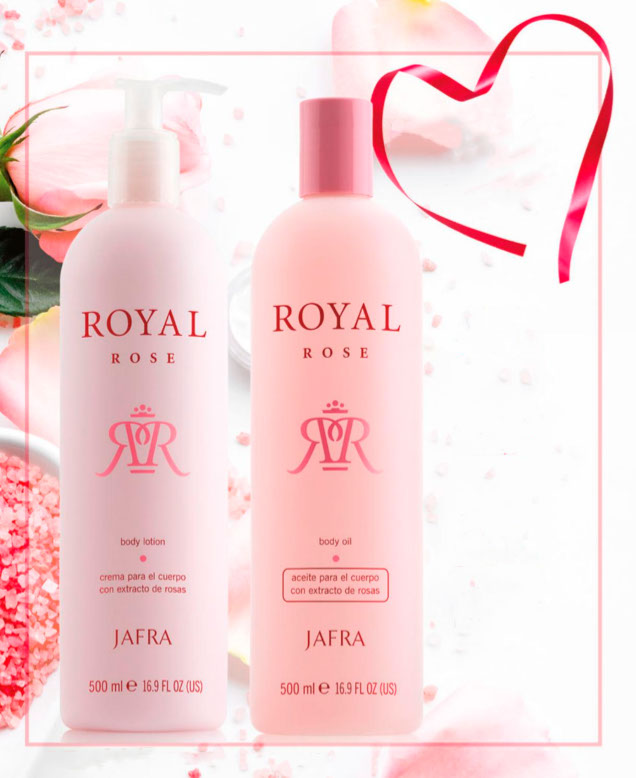 ROYAL
ROSE
RR
body lotion
crema para el cuerpo
con extracto de rosas
JAFRA
500 ml ℮ 16.9 FL OZ (US)
ROYAL
ROSE
RR
body oil
aceite para el cuerpo
con extracto de rosas
JAFRA
500 ml ℮ 16.9 FL OZ (US)